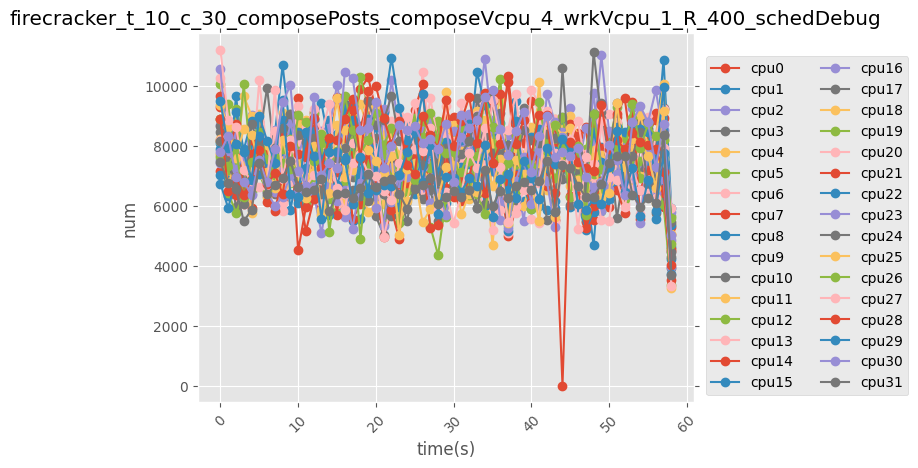 firecracker_t_10_c_30_composePosts_composeVcpu_4_wrkVcpu_1_R_400_schedDebug
num
10000
8000
6000
4000
2000
0
0
10
20
30
40
50
60
time(s)
cpu0
cpu1
cpu2
cpu3
cpu4
cpu5
cpu6
cpu7
cpu8
cpu9
cpu10
cpu11
cpu12
cpu13
cpu14
cpu15
cpu16
cpu17
cpu18
cpu19
cpu20
cpu21
cpu22
cpu23
cpu24
cpu25
cpu26
cpu27
cpu28
cpu29
cpu30
cpu31